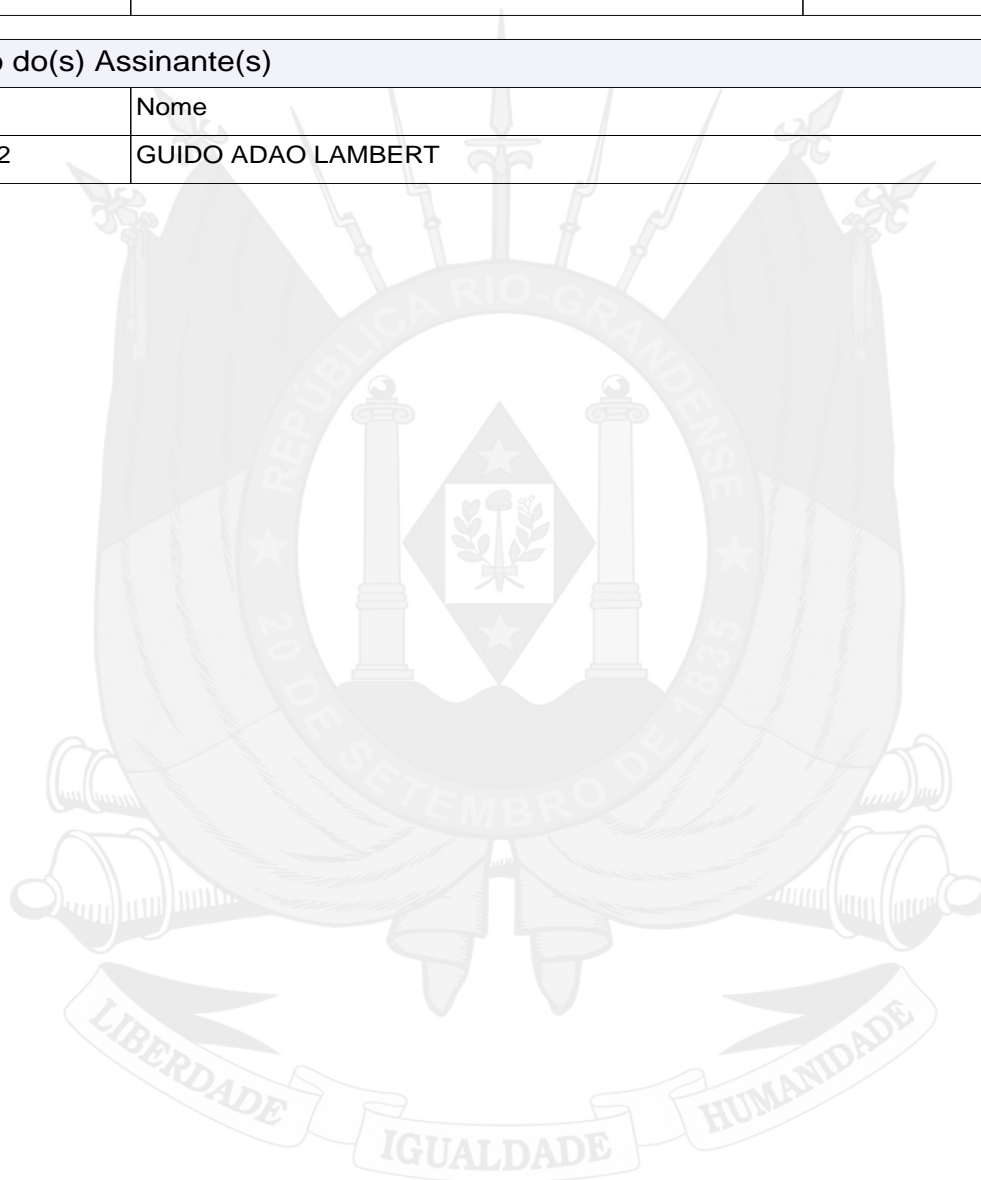 o do(s) Assinante(s)
Nome
2 GUIDO ADAO LAMBERT
REPÚBLICA RIO-GRANDENSE
★ 20 DE SETEMBRO DE 1835 ★
LIBERDADE IGUALDADE HUMANIDADE